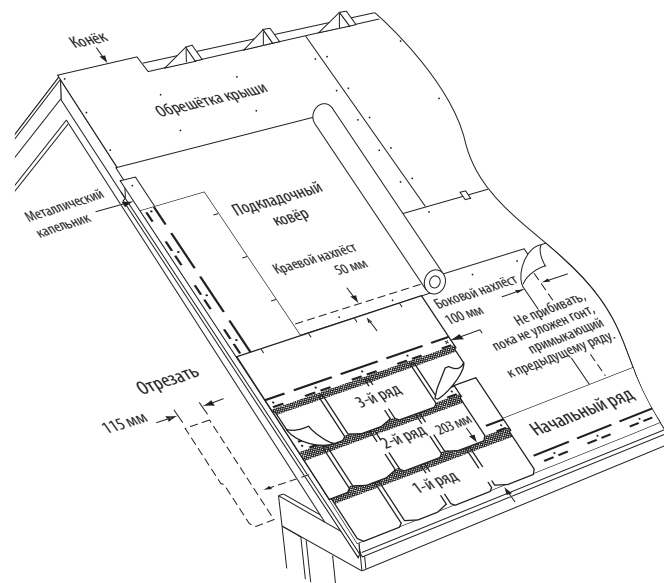 Конёк
Обрешётка крыши
Металлический
капельник
Подкладочный
ковёр
Краевой нахлёст
50 мм
Боковой нахлёст
100 мм
Не прибивать,
пока не уложен гонт,
примыкающий
к предыдущему ряду.
Отрезать
115 мм
3-й ряд
2-й ряд
203 мм
1-й ряд
Начальный ряд